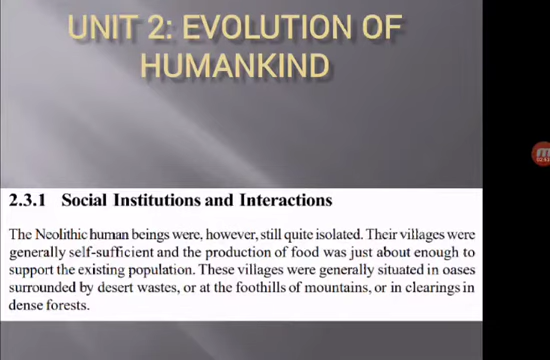 UNIT 2: EVOLUTION OF
HUMANKIND
2.3.1 Social Institutions and Interactions
The Neolithic human beings were, however, still quite isolated. Their villages were
generally self-sufficient and the production of food was just about enough to
support the existing population. These villages were generally situated in oases
surrounded by desert wastes, or at the foothills of mountains, or in clearings in
dense forests.